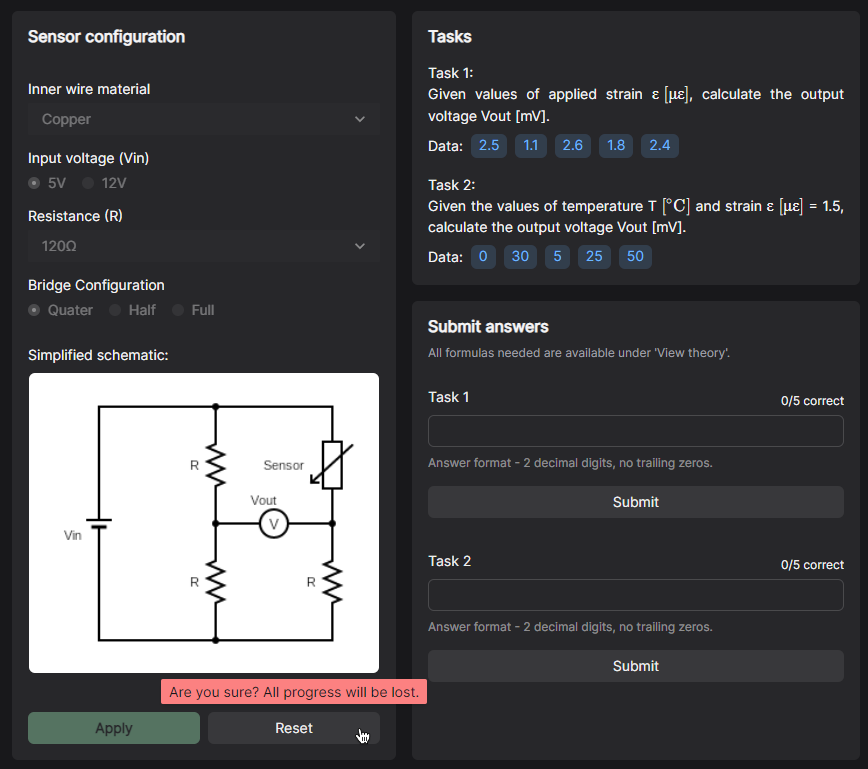 Sensor configuration
Inner wire material
Copper
Input voltage (Vin)
5V 12V
Resistance (R)
120Ω
Bridge Configuration
Quater Half Full
Simplified schematic:
R
Sensor
Vout
V
Vin
R
R
Are you sure? All progress will be lost.
Apply
Reset
Tasks
Task 1:
Given values of applied strain ε [με], calculate the output
voltage Vout [mV].
Data: 2.5 1.1 2.6 1.8 2.4
Task 2:
Given the values of temperature T [°C] and strain ε [με] = 1.5,
calculate the output voltage Vout [mV].
Data: 0 30 5 25 50
Submit answers
All formulas needed are available under 'View theory'.
Task 1
0/5 correct
Answer format - 2 decimal digits, no trailing zeros.
Submit
Task 2
0/5 correct
Answer format - 2 decimal digits, no trailing zeros.
Submit